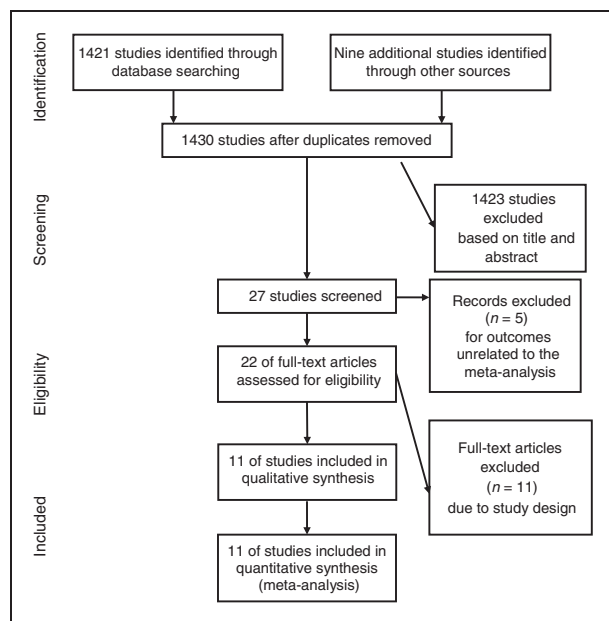 Identification
1421 studies identified through
database searching
Nine additional studies identified
through other sources
1430 studies after duplicates removed
Screening
1423 studies
excluded
based on title and
abstract
27 studies screened
Records excluded
(n = 5)
for outcomes
unrelated to the
meta-analysis
Eligibility
22 of full-text articles
assessed for eligibility
Full-text articles
excluded
(n = 11)
due to study design
11 of studies included in
qualitative synthesis
Included
11 of studies included in
quantitative synthesis
(meta-analysis)